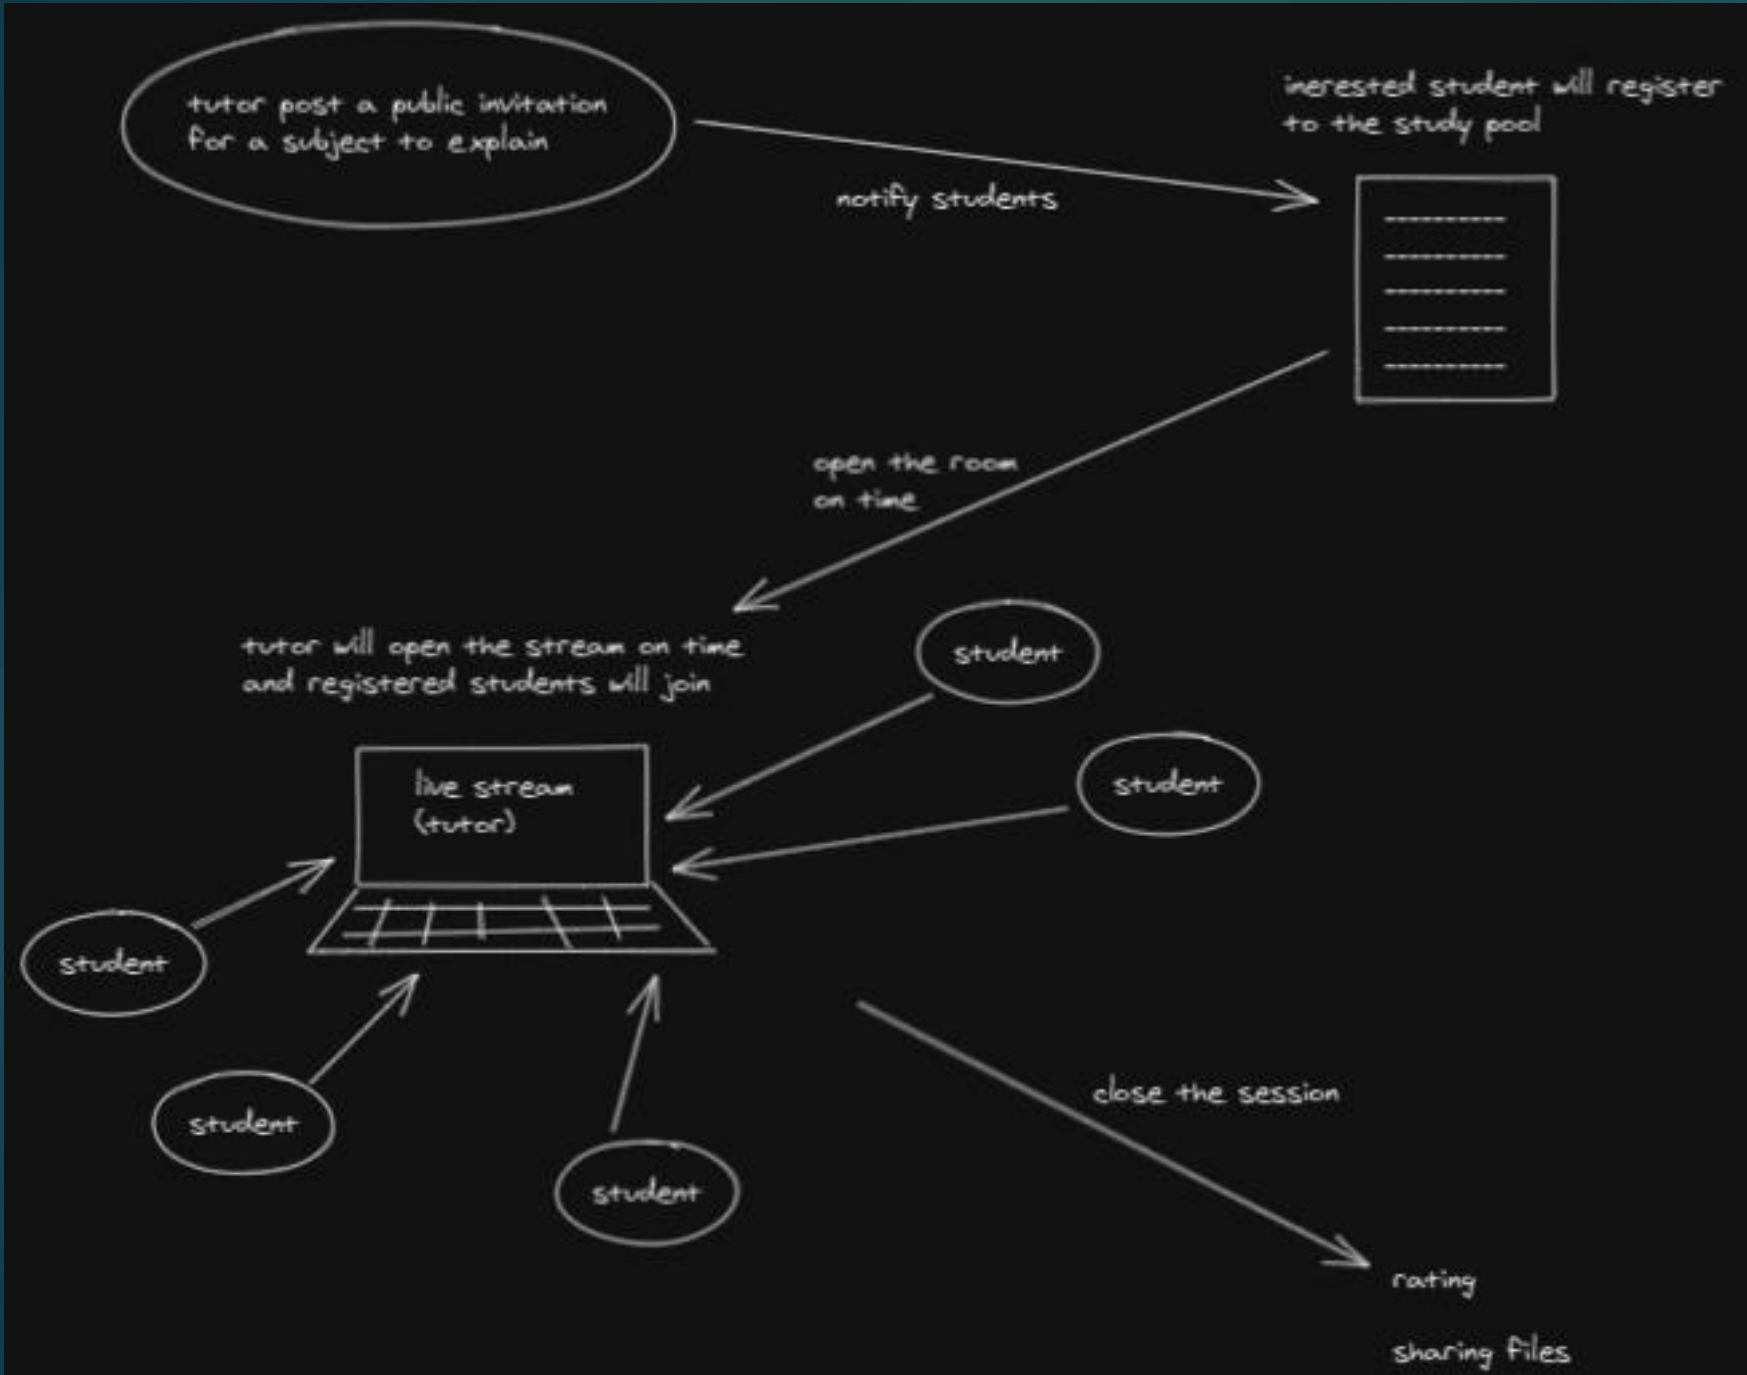 tutor post a public invitation
for a subject to explain
notify students
inerested student will register
to the study pool
open the room
on time
tutor will open the stream on time
and registered students will join
live stream
(tutor)
student
student
student
student
student
close the session
rating
sharing files